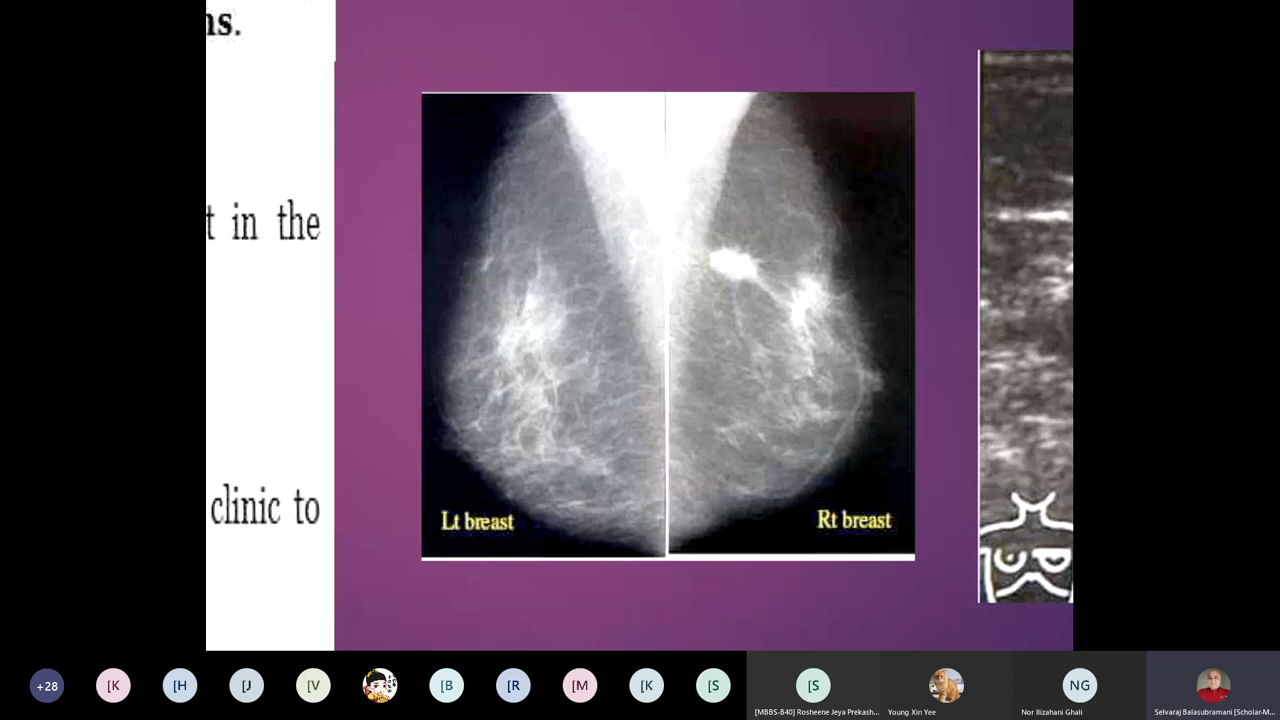 ns.
t in the
clinic to
Lt breast
Rt breast
+28
[K
[H
[J
[V
[B
[R
[M
[K
[S
[S
NG
[MBBS-B40] Rosheene Jeya Prekash...
Young Xin Yee
Nor Ilizahani Ghali
Selvaraj Balasubramani [Scholar-M...